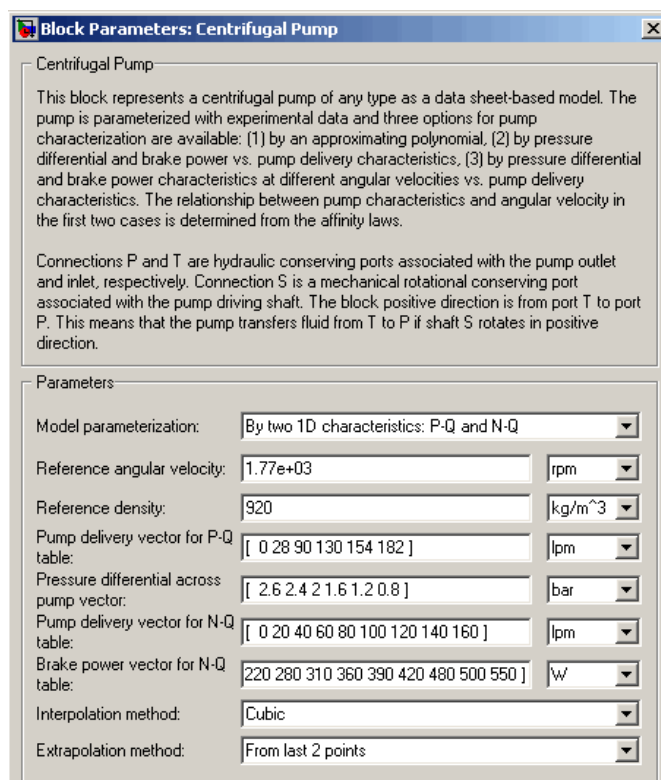 Block Parameters: Centrifugal Pump
Centrifugal Pump
This block represents a centrifugal pump of any type as a data sheet-based model. The
pump is parameterized with experimental data and three options for pump
characterization are available: (1) by an approximating polynomial, (2) by pressure
differential and brake power vs. pump delivery characteristics, (3) by pressure differential
and brake power characteristics at different angular velocities vs. pump delivery
characteristics. The relationship between pump characteristics and angular velocity in
the first two cases is determined from the affinity laws.
Connections P and T are hydraulic conserving ports associated with the pump outlet
and inlet, respectively. Connection S is a mechanical rotational conserving port
associated with the pump driving shaft. The block positive direction is from port T to port
P. This means that the pump transfers fluid from T to P if shaft S rotates in positive
direction.
Parameters
Model parameterization: By two 1D characteristics: P-Q and N-Q
Reference angular velocity: 1.77e+03 rpm
Reference density: 920 kg/m^3
Pump delivery vector for P-Q
table: [ 0 28 90 130 154 182 ] lpm
Pressure differential across
pump vector: [ 2.6 2.4 2 1.6 1.2 0.8 ] bar
Pump delivery vector for N-Q
table: [ 0 20 40 60 80 100 120 140 160 ] lpm
Brake power vector for N-Q
table: 220 280 310 360 390 420 480 500 550 ] W
Interpolation method: Cubic
Extrapolation method: From last 2 points